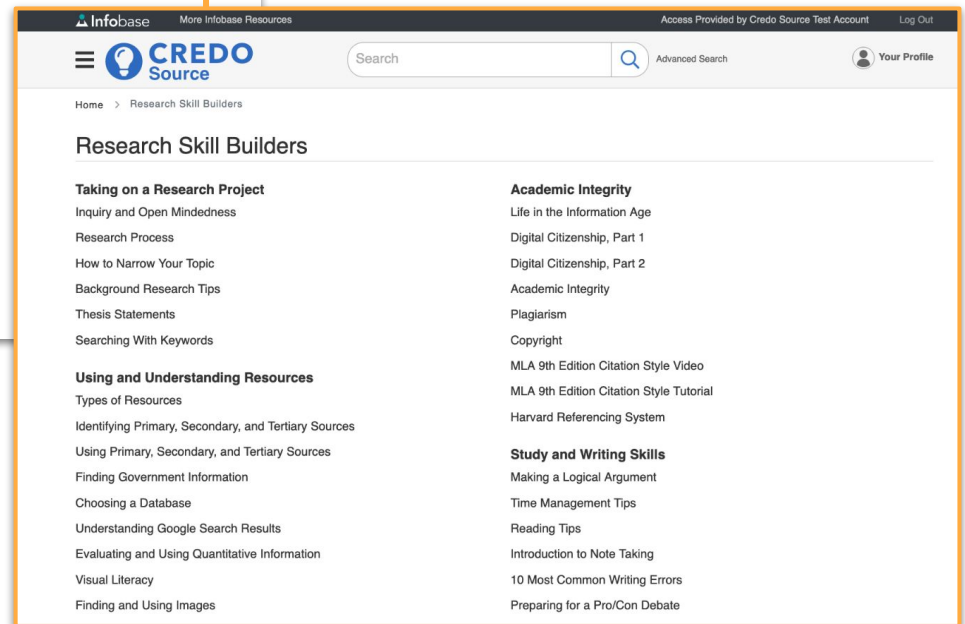 Infobase
More Infobase Resources
Access Provided by Credo Source Test Account
Log Out
CREDO
Source
Search
Advanced Search
Your Profile
Home > Research Skill Builders
Research Skill Builders
Taking on a Research Project
Inquiry and Open Mindedness
Research Process
How to Narrow Your Topic
Background Research Tips
Thesis Statements
Searching With Keywords
Using and Understanding Resources
Types of Resources
Identifying Primary, Secondary, and Tertiary Sources
Using Primary, Secondary, and Tertiary Sources
Finding Government Information
Choosing a Database
Understanding Google Search Results
Evaluating and Using Quantitative Information
Visual Literacy
Finding and Using Images
Academic Integrity
Life in the Information Age
Digital Citizenship, Part 1
Digital Citizenship, Part 2
Academic Integrity
Plagiarism
Copyright
MLA 9th Edition Citation Style Video
MLA 9th Edition Citation Style Tutorial
Harvard Referencing System
Study and Writing Skills
Making a Logical Argument
Time Management Tips
Reading Tips
Introduction to Note Taking
10 Most Common Writing Errors
Preparing for a Pro/Con Debate